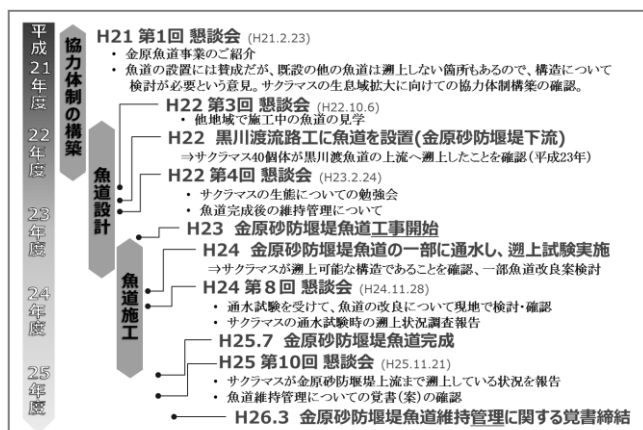 平成21年度
22年度
23年度
24年度
25年度
協力体制の構築
魚道設計
魚道施工
H21 第1回 懇談会 (H21.2.23)
・ 金原魚道事業のご紹介
・ 魚道の設置には賛成だが、既設の他の魚道は遡上しない箇所もあるので、構造について
検討が必要という意見。サクラマスの生息域拡大に向けての協力体制構築の確認。
H22 第3回 懇談会 (H22.10.6)
・ 他地域で施工中の魚道の見学
H22 黒川渡流路工に魚道を設置(金原砂防堰堤下流)
⇒サクラマス40個体が黒川渡魚道の上流へ遡上したことを確認(平成23年)
H22 第4回 懇談会 (H23.2.24)
・ サクラマスの生態についての勉強会
・ 魚道完成後の維持管理について
H23 金原砂防堰堤魚道工事開始
H24 金原砂防堰堤魚道の一部に通水し、遡上試験実施
⇒サクラマスが遡上可能な構造であることを確認、一部魚道改良案検討
H24 第8回 懇談会 (H24.11.28)
・ 通水試験を受けて、魚道の改良について現地で検討・確認
・ サクラマスの通水試験時の遡上状況調査報告
H25.7 金原砂防堰堤魚道完成
H25 第10回 懇談会 (H25.11.21)
・ サクラマスが金原砂防堰堤上流まで遡上している状況を報告
・ 魚道維持管理についての覚書(案)の確認
H26.3 金原砂防堰堤魚道維持管理に関する覚書締結